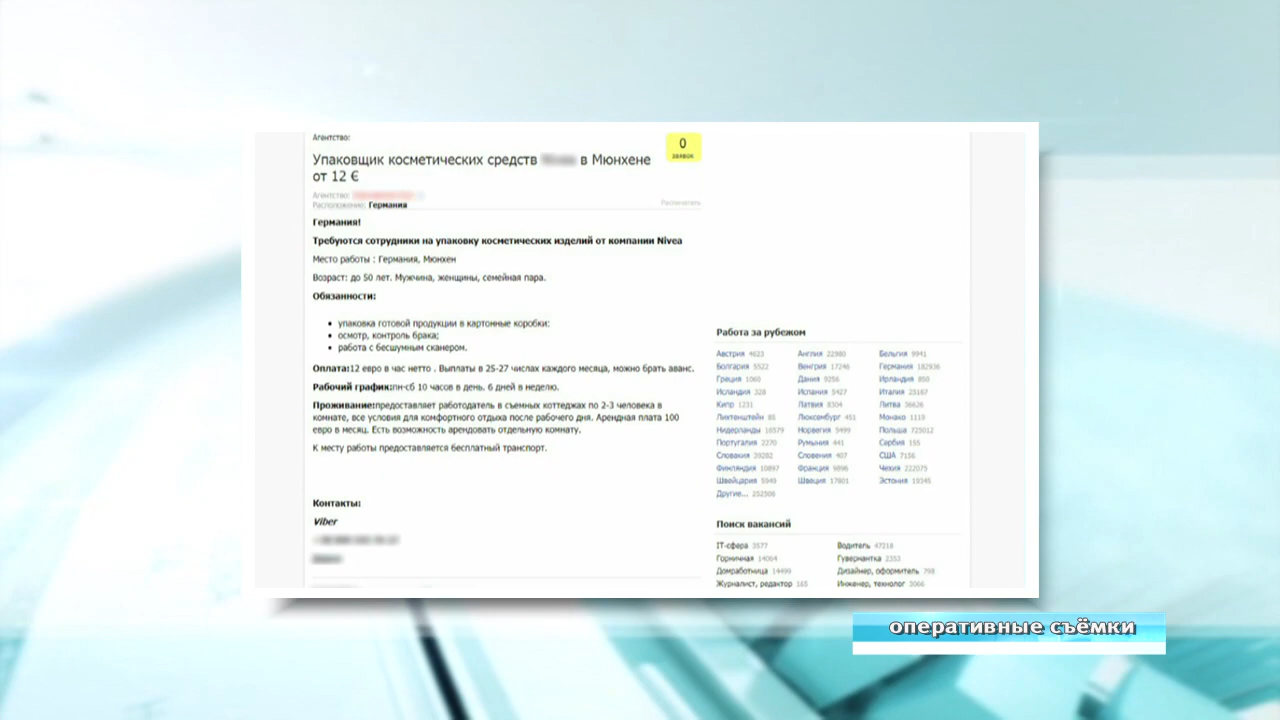 Агентство:
0
заявок
Упаковщик косметических средств в Мюнхене
от 12 €
Агентство:
Расположение: Германия
Распечатать
Германия!
Требуются сотрудники на упаковку косметических изделий от компании Nivea
Место работы : Германия, Мюнхен
Возраст: до 50 лет. Мужчина, женщины, семейная пара.
Обязанности:
упаковка готовой продукции в картонные коробки;
осмотр, контроль брака;
работа с бесшумным сканером.
Оплата:12 евро в час нетто . Выплаты в 25-27 числах каждого месяца, можно брать аванс.
Рабочий график:пн-сб 10 часов в день. 6 дней в неделю.
Проживание:предоставляет работодатель в съемных коттеджах по 2-3 человека в
комнате, все условия для комфортного отдыха после рабочего дня. Арендная плата 100
евро в месяц. Есть возможность арендовать отдельную комнату.
К месту работы предоставляется бесплатный транспорт.
Контакты:
Viber
Работа за рубежом
Австрия 4623 Англия 22980 Бельгия 9941
Болгария 5522 Венгрия 17246 Германия 182936
Греция 1060 Дания 9256 Ирландия 850
Исландия 328 Испания 5427 Италия 25187
Кипр 1231 Латвия 8304 Литва 36626
Лихтенштейн 85 Люксембург 451 Монако 1110
Нидерланды 16579 Норвегия 5499 Польша 725012
Португалия 2270 Румыния 441 Сербия 155
Словакия 39282 Словения 407 США 7156
Финляндия 10897 Франция 9896 Чехия 222075
Швейцария 5945 Швеция 17801 Эстония 10345
Другие... 252506
Поиск вакансий
IT-сфера 3577 Водитель 47218
Горничная 14064 Гувернантка 2353
Домработница 14499 Дизайнер, оформитель 798
Журналист, редактор 165 Инженер, технолог 3066
оперативные съёмки